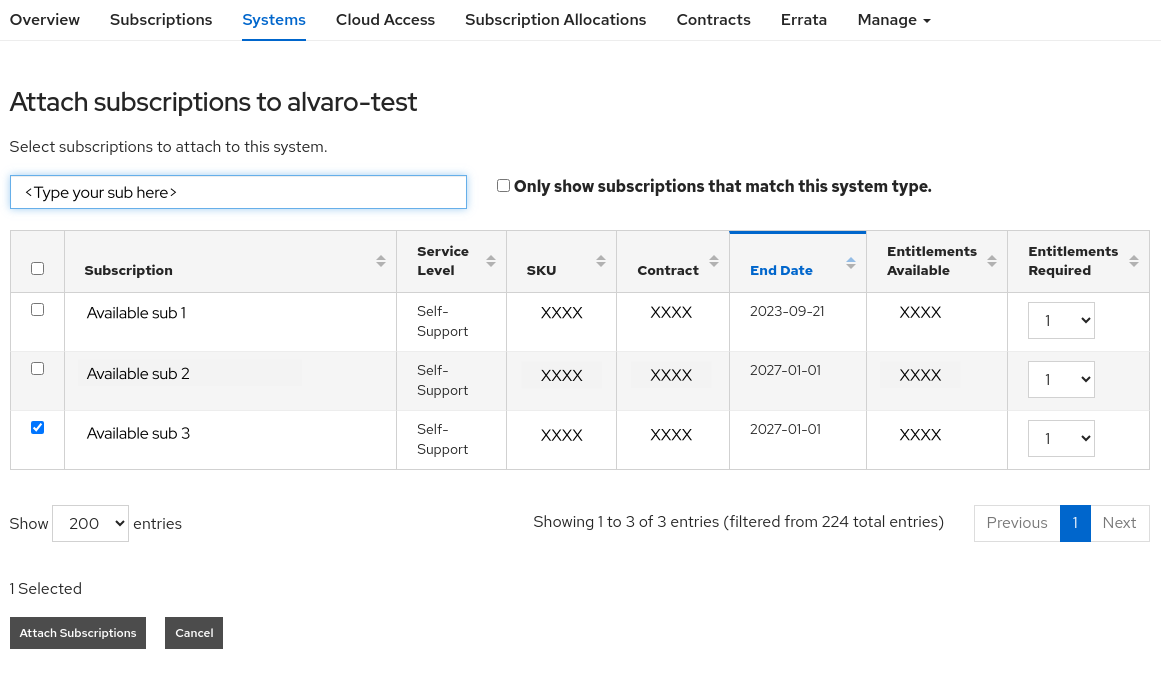 Overview Subscriptions Systems Cloud Access Subscription Allocations Contracts Errata Manage
Attach subscriptions to alvaro-test
Select subscriptions to attach to this system.
<Type your sub here> Only show subscriptions that match this system type.
Subscription Service Level SKU Contract End Date Entitlements Available Entitlements Required
Available sub 1 Self-Support XXXX XXXX 2023-09-21 XXXX 1
Available sub 2 Self-Support XXXX XXXX 2027-01-01 XXXX 1
Available sub 3 Self-Support XXXX XXXX 2027-01-01 XXXX 1
Show 200 entries Showing 1 to 3 of 3 entries (filtered from 224 total entries) Previous 1 Next
1 Selected
Attach Subscriptions Cancel